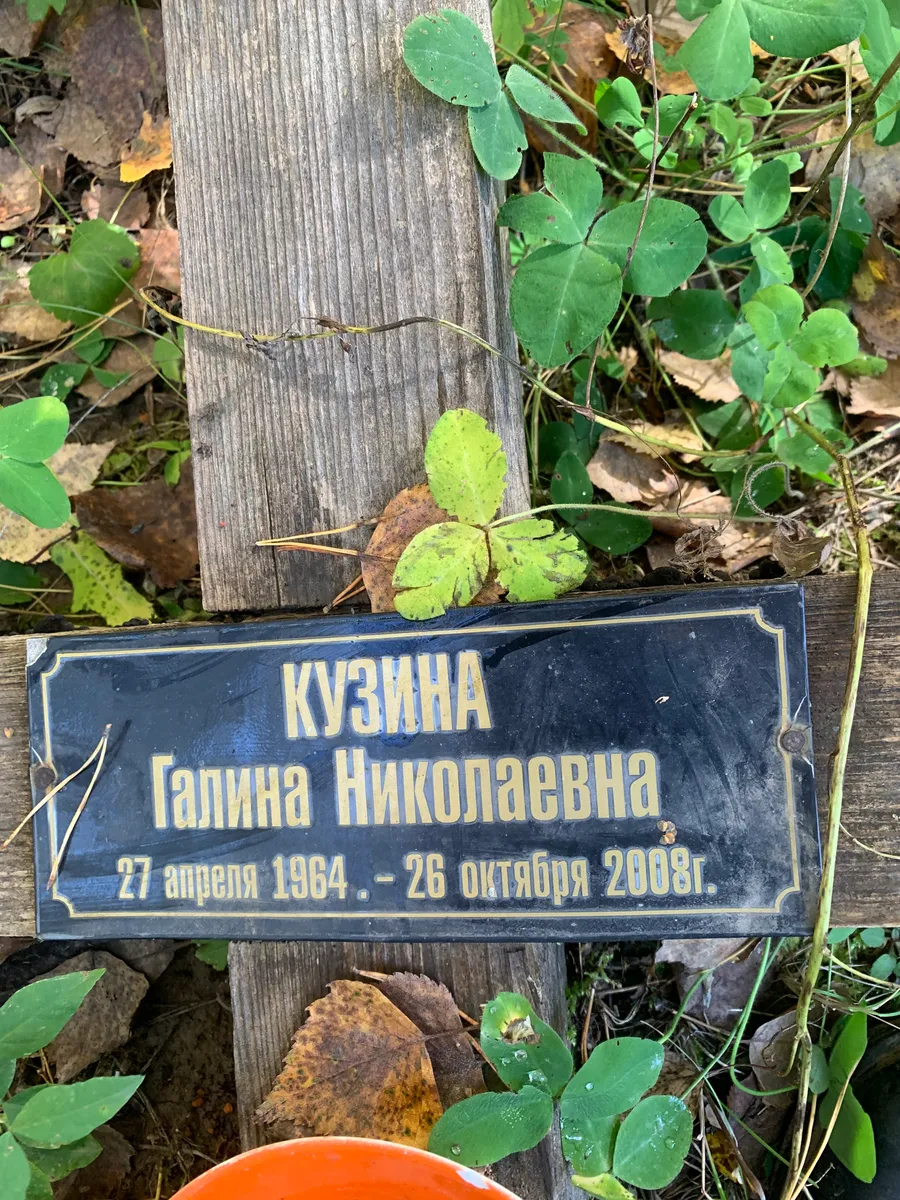 КУЗИНА
Галина Николаевна
27 апреля 1964. - 26 октября 2008г.